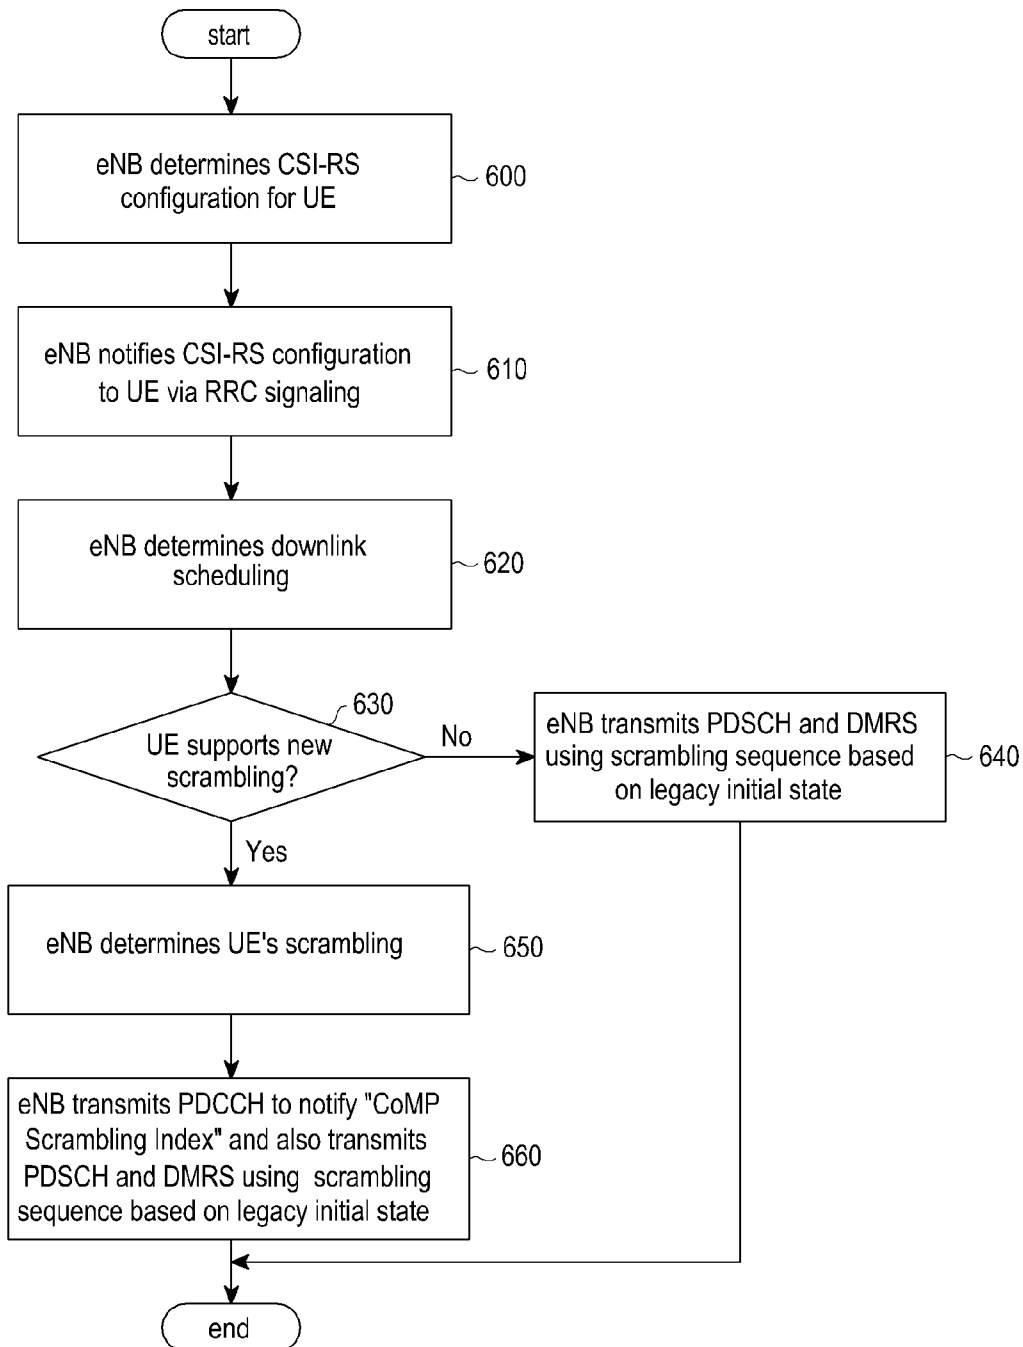 start
eNB determines CSI-RS
configuration for UE
600
eNB notifies CSI-RS configuration
to UE via RRC signaling
610
eNB determines downlink
scheduling
620
630
UE supports new
scrambling?
No
eNB transmits PDSCH and DMRS
using scrambling sequence based
on legacy initial state
640
Yes
eNB determines UE's scrambling
650
eNB transmits PDCCH to notify "CoMP
Scrambling Index" and also transmits
PDSCH and DMRS using scrambling
sequence based on legacy initial state
660
end